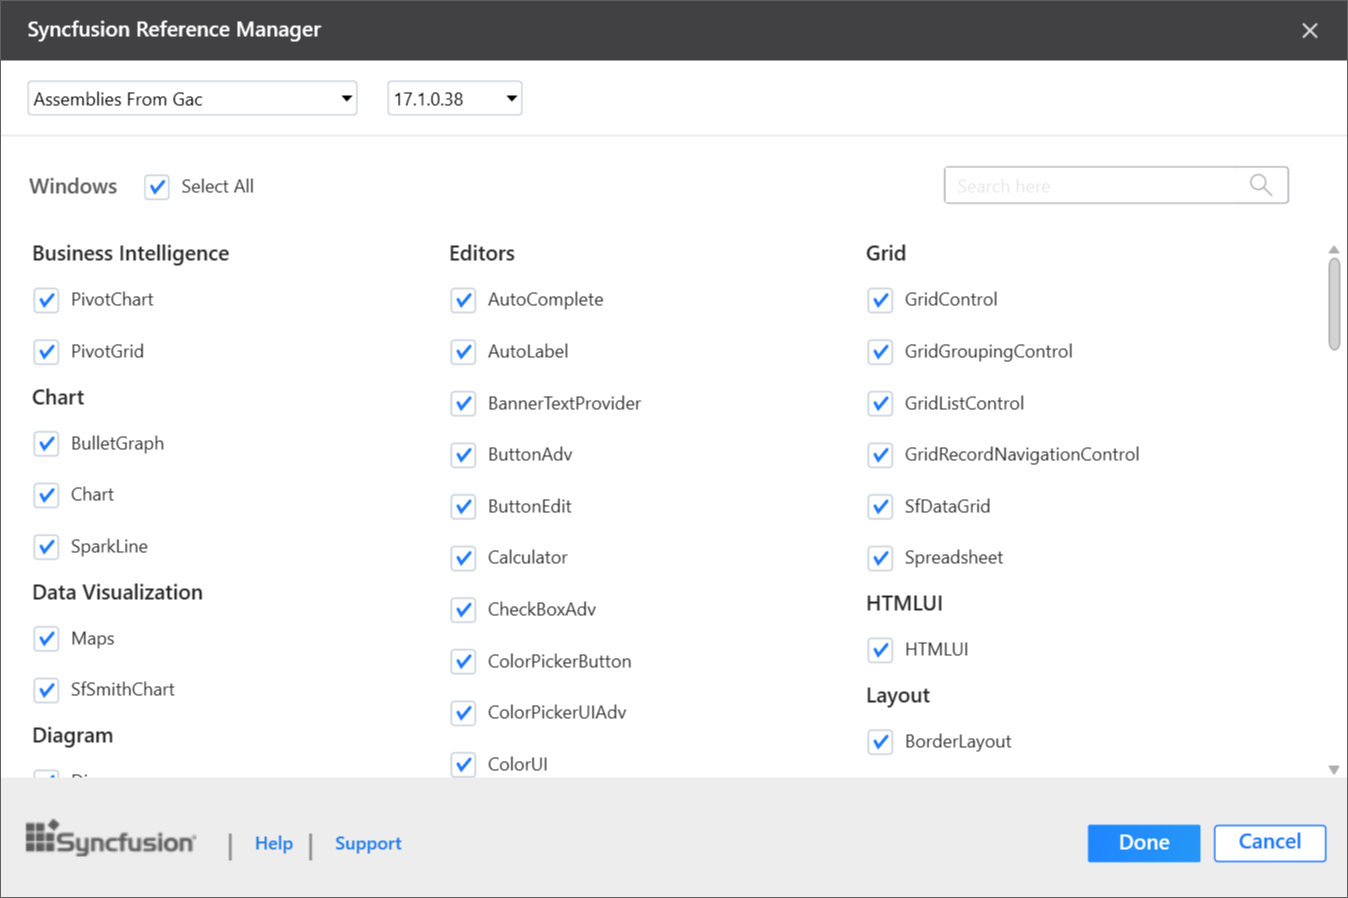 Syncfusion Reference Manager
Assemblies From Gac
17.1.0.38
Windows
Select All
Search here
Business Intelligence
PivotChart
PivotGrid
Chart
BulletGraph
Chart
SparkLine
Data Visualization
Maps
SfSmithChart
Diagram
Editors
AutoComplete
AutoLabel
BannerTextProvider
ButtonAdv
ButtonEdit
Calculator
CheckBoxAdv
ColorPickerButton
ColorPickerUIAdv
ColorUI
Grid
GridControl
GridGroupingControl
GridListControl
GridRecordNavigationControl
SfDataGrid
Spreadsheet
HTMLUI
HTMLUI
Layout
BorderLayout
Syncfusion
Help
Support
Done
Cancel